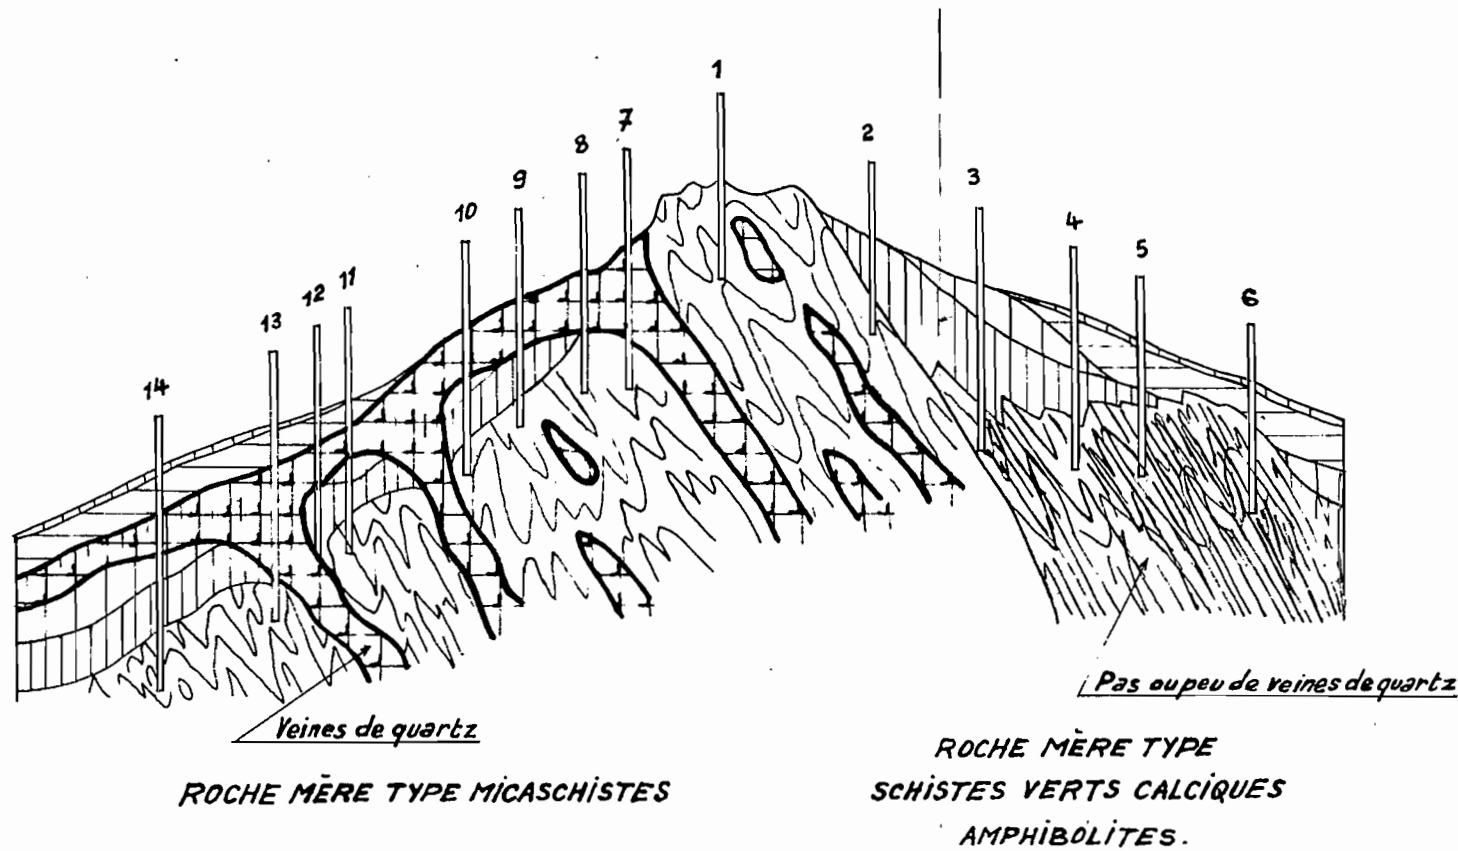 1
7
2
8
3
9
10
4
5
11
12
6
13
14
Pas ou peu de veines de quartz
Veines de quartz
ROCHE MÈRE TYPE MICASCHISTES
ROCHE MÈRE TYPE
SCHISTES VERTS CALCIQUES
AMPHIBOLITES.